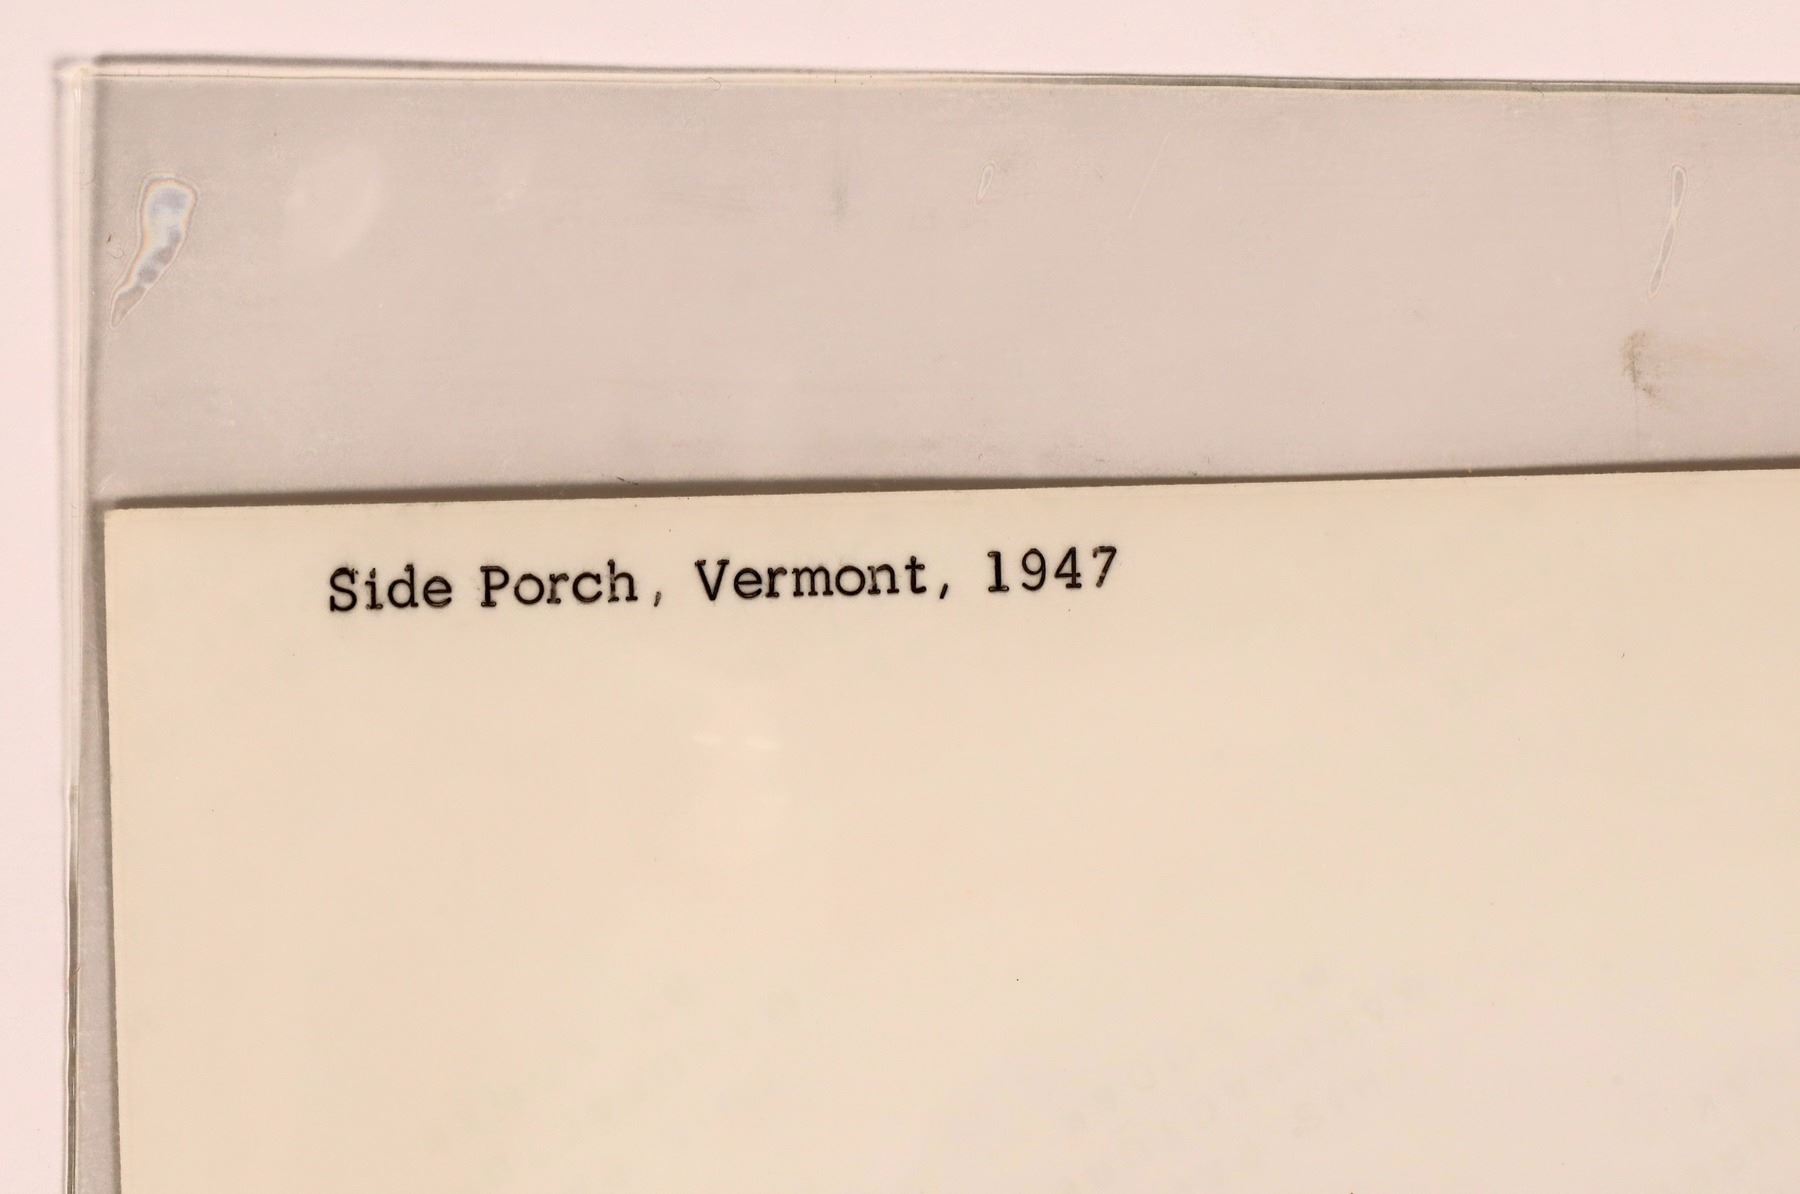 Side Porch, Vermont, 1947